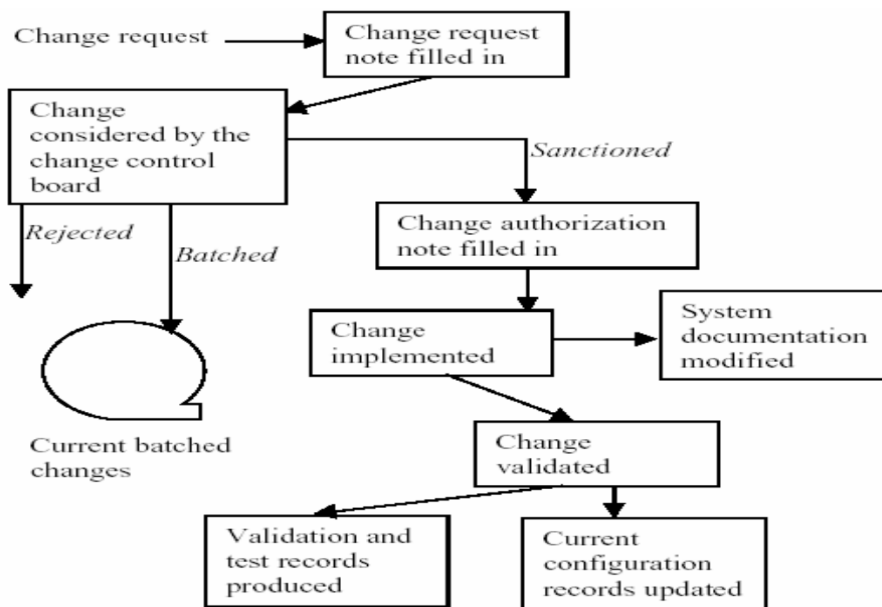 Change request
Change request
note filled in
Change
considered by the
change control
board
Sanctioned
Rejected
Batched
Change authorization
note filled in
Change
implemented
System
documentation
modified
Current batched
changes
Change
validated
Validation and
test records
produced
Current
configuration
records updated